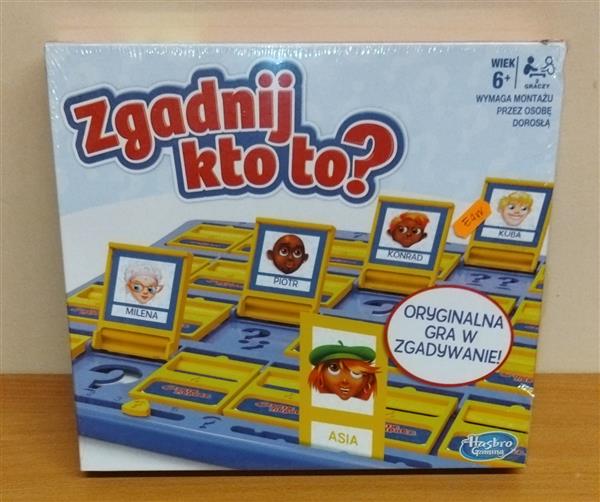 Zgadnij
kto to?
WIEK
6+
2
GRACZY
WYMAGA MONTAŻU
PRZEZ OSOBĘ
DOROSŁĄ
KUBA
KONRAD
PIOTR
MILENA
ORYGINALNA
GRA W
ZGADYWANIE!
ASIA
Hasbro
Gaming